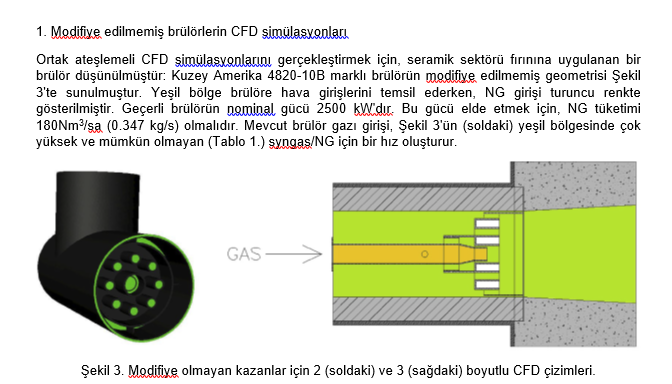 1. Modifiye edilmemiş brülörlerin CFD simülasyonları
Ortak ateşlemeli CFD simülasyonlarını gerçekleştirmek için, seramik sektörü fırınına uygulanan bir
brülör düşünülmüştür: Kuzey Amerika 4820-10B marklı brülörün modifiye edilmemiş geometrisi Şekil
3'te sunulmuştur. Yeşil bölge brülöre hava girişlerini temsil ederken, NG girişi turuncu renkte
gösterilmiştir. Geçerli brülörün nominal gücü 2500 kW'dır. Bu gücü elde etmek için, NG tüketimi
180Nm³/sa (0.347 kg/s) olmalıdır. Mevcut brülör gazı girişi, Şekil 3'ün (soldaki) yeşil bölgesinde çok
yüksek ve mümkün olmayan (Tablo 1.) syngas/NG için bir hız oluşturur.
GAS
Şekil 3. Modifiye olmayan kazanlar için 2 (soldaki) ve 3 (sağdaki) boyutlu CFD çizimleri.